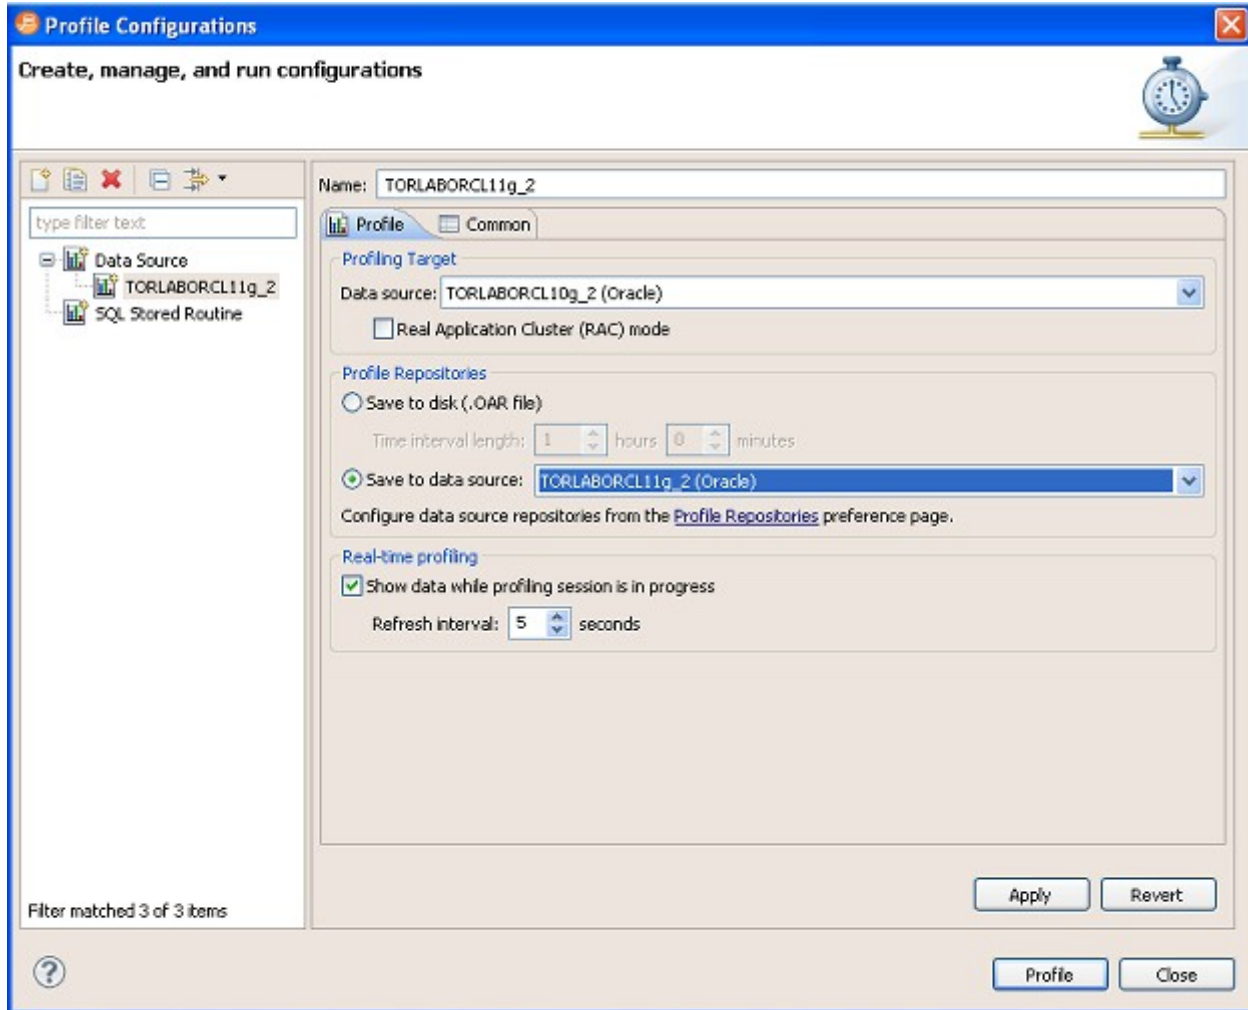 Profile Configurations
Create, manage, and run configurations
Name: TORLABORCL11g_2
type filter text
Profile Common
Data Source
TORLABORCL11g_2
SQL Stored Routine
Profiling Target
Data source: TORLABORCL10g_2 (Oracle)
Real Application Cluster (RAC) mode
Profile Repositories
Save to disk (.OAR file)
Time interval length: 1 hours 0 minutes
Save to data source: TORLABORCL11g_2 (Oracle)
Configure data source repositories from the Profile Repositories preference page.
Real-time profiling
Show data while profiling session is in progress
Refresh interval: 5 seconds
Apply Revert
Filter matched 3 of 3 items
? Profile Close